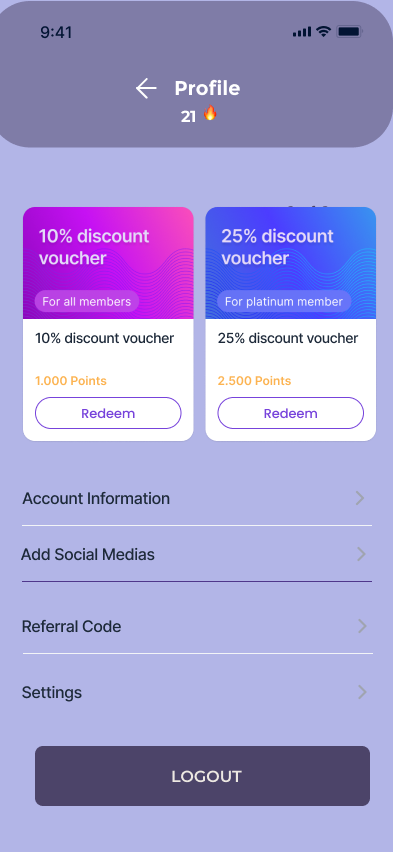 9:41
Profile
21 🔥
10% discount
voucher
25% discount
voucher
For all members
For platinum member
10% discount voucher
25% discount voucher
1.000 Points
2.500 Points
Redeem
Redeem
Account Information
Add Social Medias
Referral Code
Settings
LOGOUT